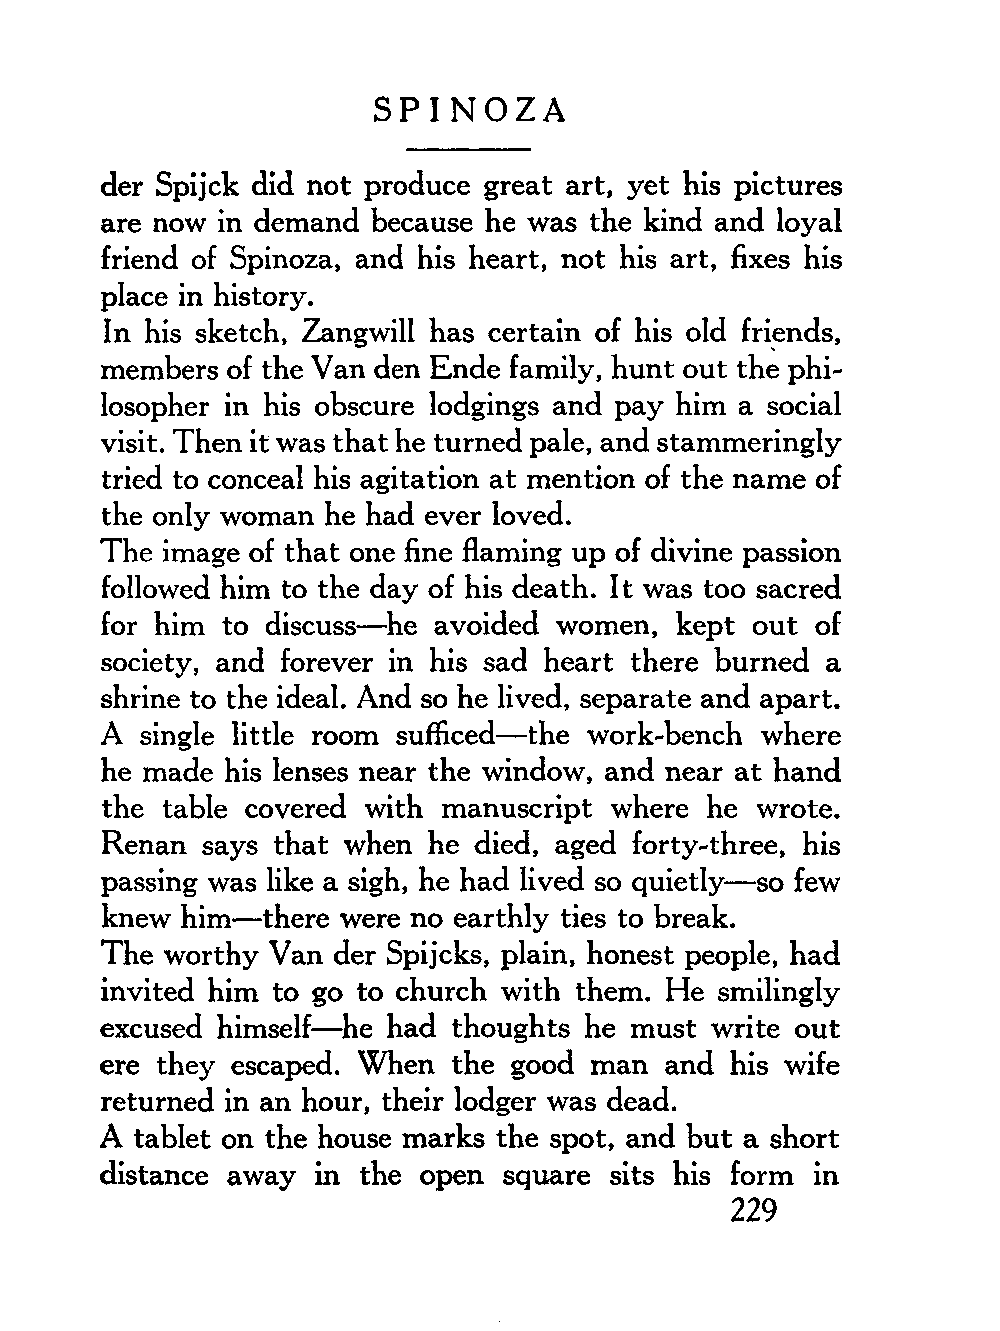 SPINOZA
der Spijck did not produce great art, yet his pictures
are now in demand because he was the kind and loyal
friend of Spinoza, and his heart, not his art, fixes his
place in history.
In his sketch, Zangwill has certain of his old friends,
members of the Van den Ende family, hunt out the phi-
losopher in his obscure lodgings and pay him a social
visit. Then it was that he turned pale, and stammeringly
tried to conceal his agitation at mention of the name of
the only woman he had ever loved.
The image of that one fine flaming up of divine passion
followed him to the day of his death. It was too sacred
for him to discuss—he avoided women, kept out of
society, and forever in his sad heart there burned a
shrine to the ideal. And so he lived, separate and apart.
A single little room sufficed—the work-bench where
he made his lenses near the window, and near at hand
the table covered with manuscript where he wrote.
Renan says that when he died, aged forty-three, his
passing was like a sigh, he had lived so quietly—so few
knew him—there were no earthly ties to break.
The worthy Van der Spijcks, plain, honest people, had
invited him to go to church with them. He smilingly
excused himself—he had thoughts he must write out
ere they escaped. When the good man and his wife
returned in an hour, their lodger was dead.
A tablet on the house marks the spot, and but a short
distance away in the open square sits his form in
229